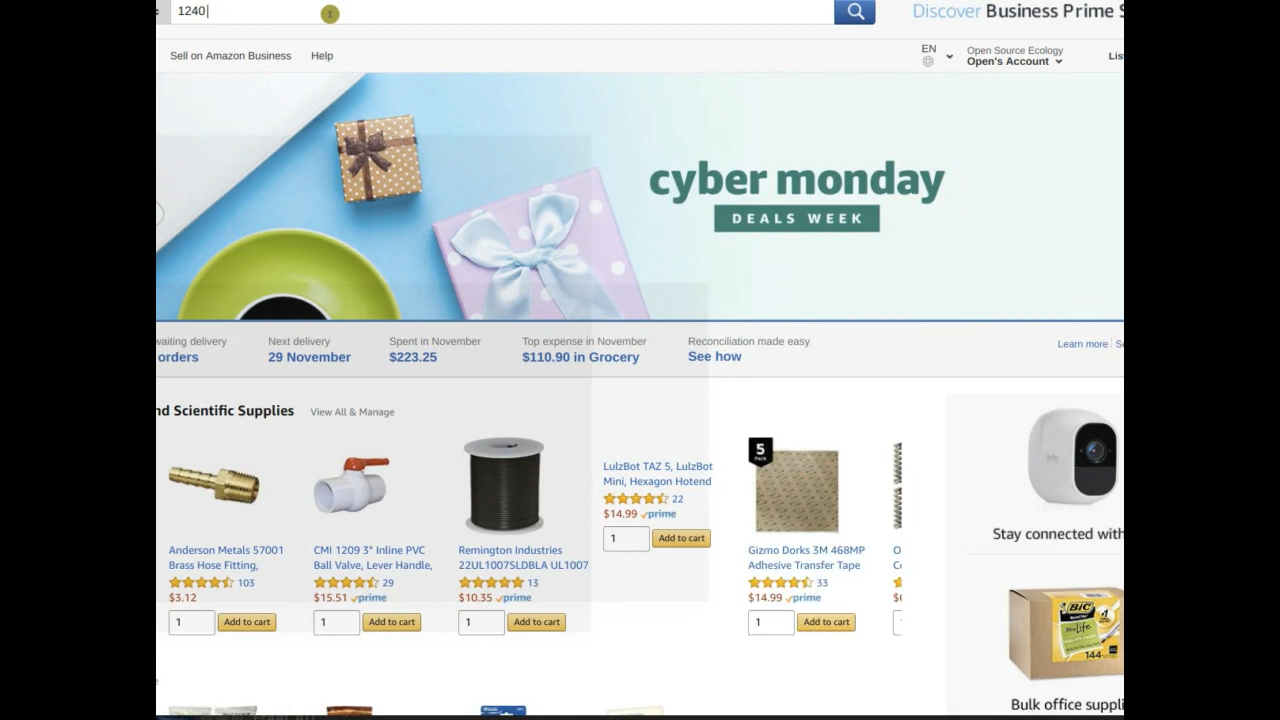 1240
1
Discover Business Prime S
Sell on Amazon Business Help
EN
Open Source Ecology
Open's Account
Lis
cyber monday
DEALS WEEK
waiting delivery
orders
Next delivery
29 November
Spent in November
$223.25
Top expense in November
$110.90 in Grocery
Reconciliation made easy
See how
Learn more
nd Scientific Supplies View All & Manage
Anderson Metals 57001
Brass Hose Fitting,
103
$3.12
1 Add to cart
CMI 1209 3" Inline PVC
Ball Valve, Lever Handle,
29
$15.51 prime
1 Add to cart
Remington Industries
22UL1007SLDBLA UL1007
13
$10.35 prime
1 Add to cart
LulzBot TAZ 5, LulzBot
Mini, Hexagon Hotend
22
$14.99 prime
1 Add to cart
5
PACK
Gizmo Dorks 3M 468MP
Adhesive Transfer Tape
33
$14.99 prime
1 Add to cart
Stay connected with
BIC
Life
144
Bulk office suppli